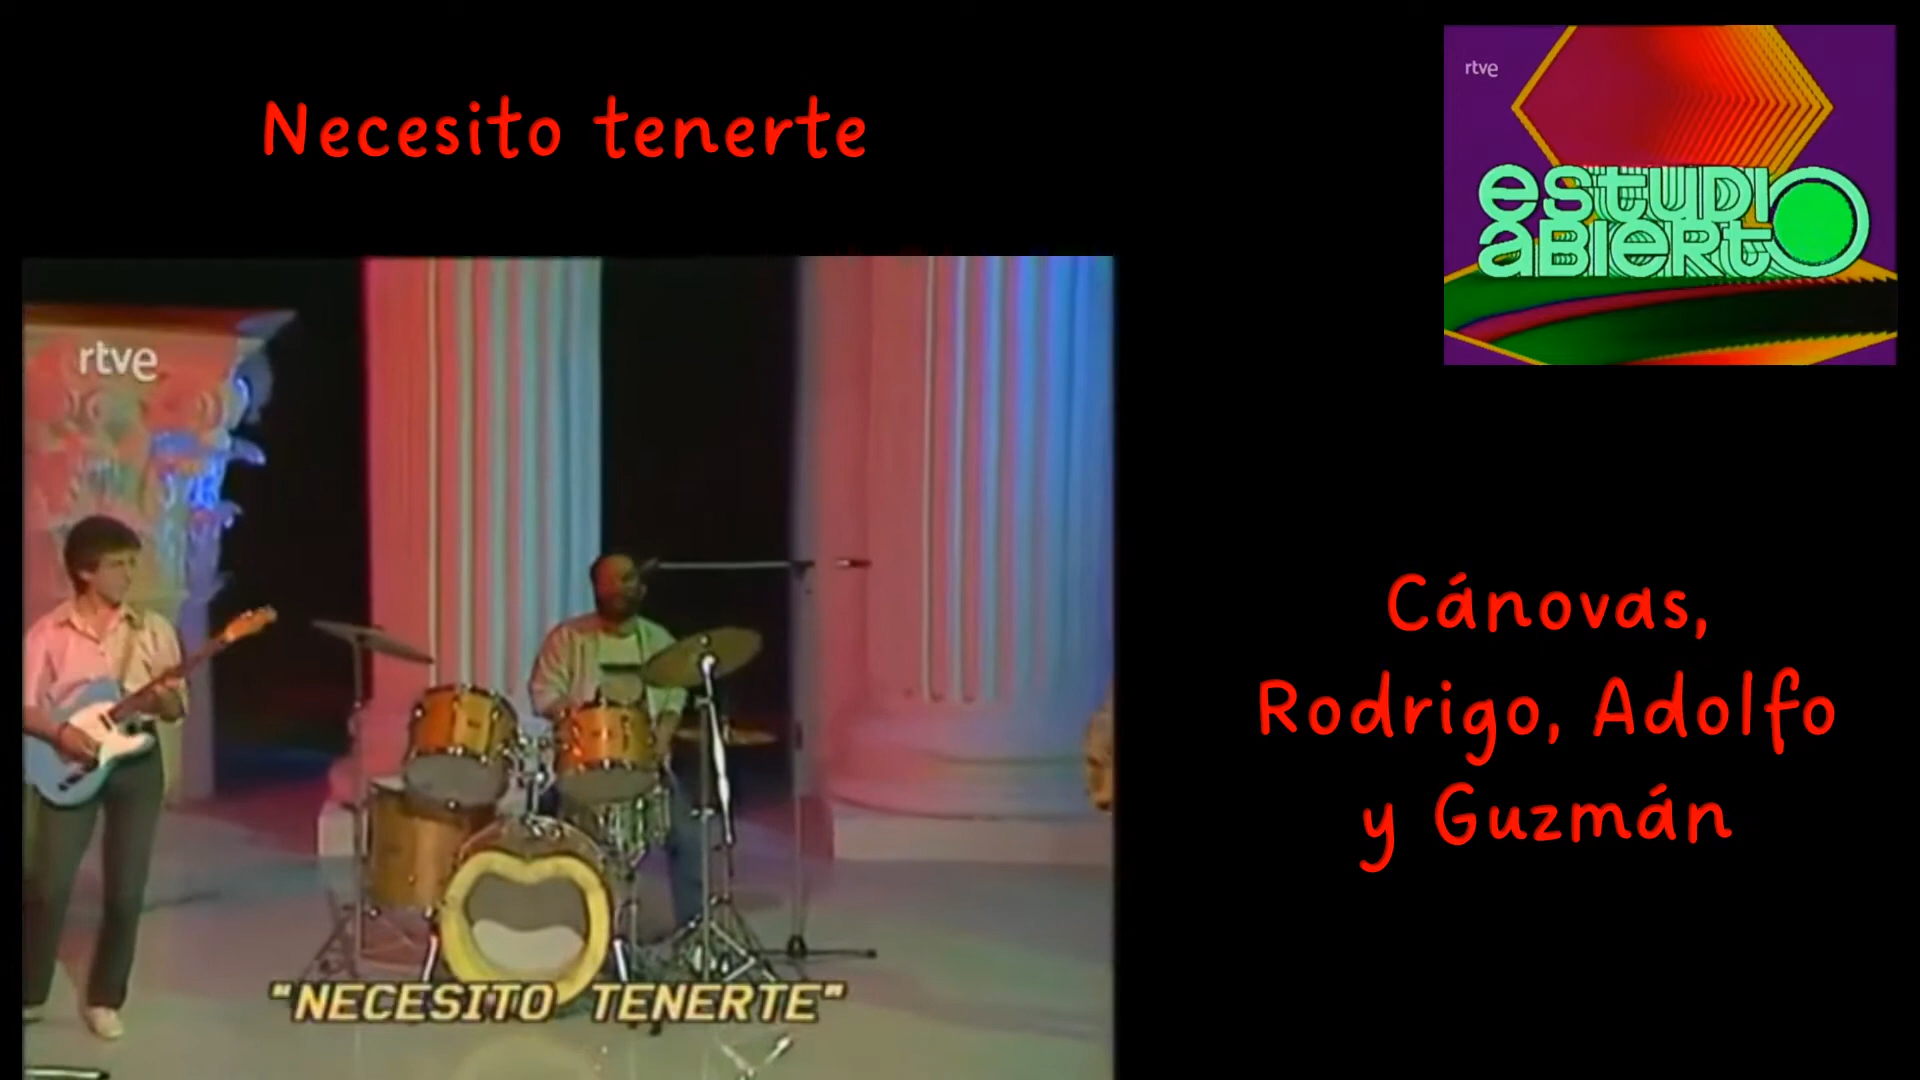 Necesito tenerte
rtve
estudio
abierto
rtve
Cánovas,
Rodrigo, Adolfo
y Guzmán
"NECESITO TENERTE"